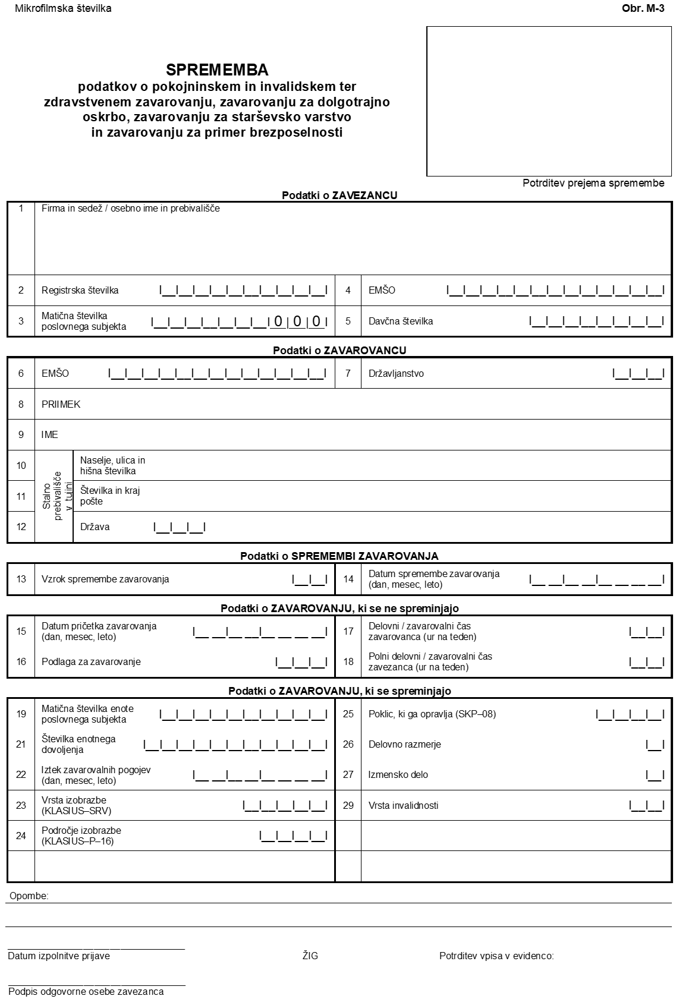 Mikrofilmska številka
Obr. M-3
SPREMEMBA
podatkov o pokojninskem in invalidskem ter
zdravstvenem zavarovanju, zavarovanju za dolgotrajno
oskrbo, zavarovanju za starševsko varstvo
in zavarovanju za primer brezposelnosti
Potrditev prejema spremembe
Podatki o ZAVEZANCU
1 Firma in sedež / osebno ime in prebivališče
2 Registrska številka
4 EMŠO
3 Matična številka
poslovnega subjekta
0 0 0
5 Davčna številka
Podatki o ZAVAROVANCU
6 EMŠO
7 Državljanstvo
8 PRIIMEK
9 IME
Stalno
prebivališče
v tujini
10 Naselje, ulica in
hišna številka
11 Številka in kraj
pošte
12 Država
Podatki o SPREMEMBI ZAVAROVANJA
13 Vzrok spremembe zavarovanja
14 Datum spremembe zavarovanja
(dan, mesec, leto)
Podatki o ZAVAROVANJU, ki se ne spreminjajo
15 Datum pričetka zavarovanja
(dan, mesec, leto)
17 Delovni / zavarovalni čas
zavarovanca (ur na teden)
16 Podlaga za zavarovanje
18 Polni delovni / zavarovalni čas
zavezanca (ur na teden)
Podatki o ZAVAROVANJU, ki se spreminjajo
19 Matična številka enote
poslovnega subjekta
25 Poklic, ki ga opravlja (SKP–08)
21 Številka enotnega
dovoljenja
26 Delovno razmerje
22 Iztek zavarovalnih pogojev
(dan, mesec, leto)
27 Izmensko delo
23 Vrsta izobrazbe
(KLASIUS–SRV)
29 Vrsta invalidnosti
24 Področje izobrazbe
(KLASIUS–P–16)
Opombe:
Datum izpolnitve prijave
ŽIG
Potrditev vpisa v evidenco:
Podpis odgovorne osebe zavezanca